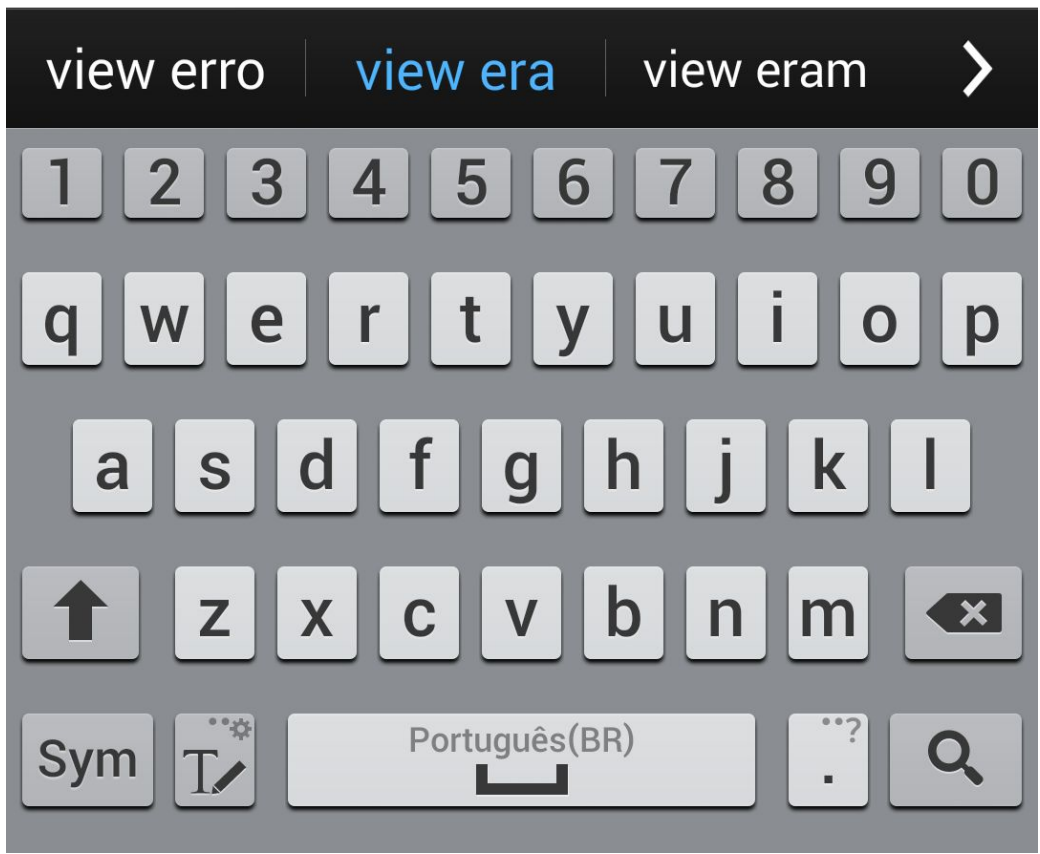 view erro view era view eram
1 2 3 4 5 6 7 8 9 0
q w e r t y u i o p
a s d f g h j k l
z x c v b n m
Sym T Português(BR) . ?